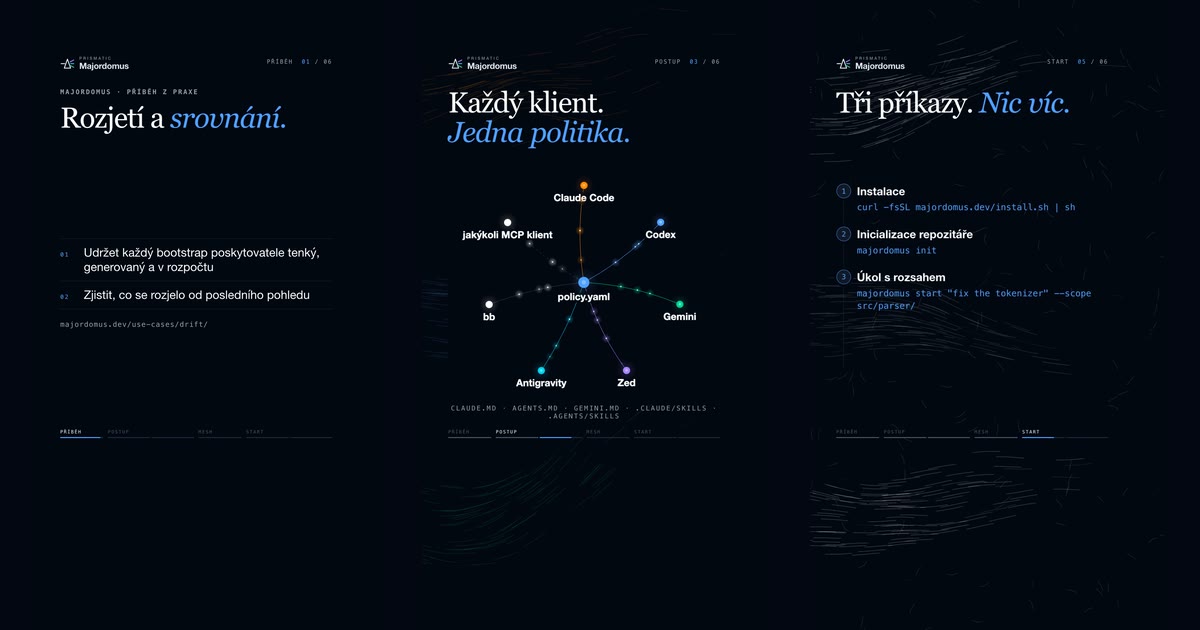 PRISMATIC
Majordomus
PŘÍBĚH 01 / 06
MAJORDOMUS · PŘÍBĚH Z PRAXE
Rozjetí a srovnání.
01 Udržet každý bootstrap poskytovatele tenký,
generovaný a v rozpočtu
02 Zjistit, co se rozjelo od posledního pohledu
majordomus.dev/use-cases/drift/
PŘÍBĚH POSTUP MESH START
PRISMATIC
Majordomus
POSTUP 03 / 06
Každý klient.
Jedna politika.
Claude Code
jakýkoli MCP klient
Codex
policy.yaml
bb
Gemini
Antigravity
Zed
CLAUDE.MD · AGENTS.MD · GEMINI.MD · .CLAUDE/SKILLS ·
.AGENTS/SKILLS
PŘÍBĚH POSTUP MESH START
PRISMATIC
Majordomus
START 05 / 06
Tři příkazy. Nic víc.
1 Instalace
curl -fsSL majordomus.dev/install.sh | sh
2 Inicializace repozitáře
majordomus init
3 Úkol s rozsahem
majordomus start "fix the tokenizer" --scope
src/parser/
PŘÍBĚH POSTUP MESH START